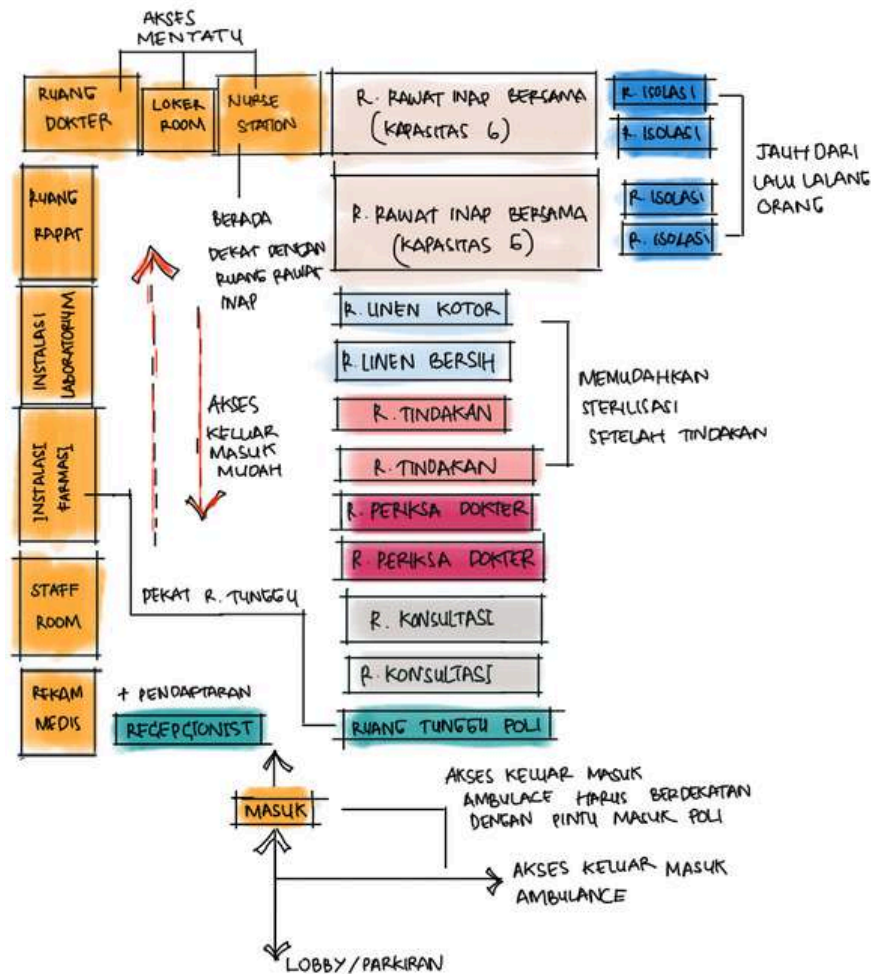 AKSES
MENTATU
RUANG
DOKTER
LOKER
ROOM
NURSE
STATION
R. RAWAT INAP BERSAMA
(KAPASITAS 6)
R. ISOLASI
R. ISOLASI
JAUH DARI
LALU LALANG
ORANG
RUANG
RAPAT
BERADA
DEKAT DENGAN
RUANG RAWAT
INAP
R. RAWAT INAP BERSAMA
(KAPASITAS 6)
R. ISOLASI
R. ISOLASI
INSTALASI
LABORATORIUM
R. LINEN KOTOR
R. LINEN BERSIH
MEMUDAHKAN
STERILISASI
SETELAH TINDAKAN
AKSES
KELUAR
MASUK
MUDAH
R. TINDAKAN
R. TINDAKAN
INSTALASI
FARMASI
R. PERIKSA DOKTER
R. PERIKSA DOKTER
STAFF
ROOM
DEKAT R. TUNGGU
R. KONSULTASI
R. KONSULTASI
REKAM
MEDIS
+ PENDAFTARAN
RECEPCIONIST
RUANG TUNGGU POLI
MASUK
AKSES KELUAR MASUK
AMBULACE HARUS BERDEKATAN
DENGAN PINTU MASUK POLI
AKSES KELUAR MASUK
AMBULANCE
LOBBY/PARKIRAN